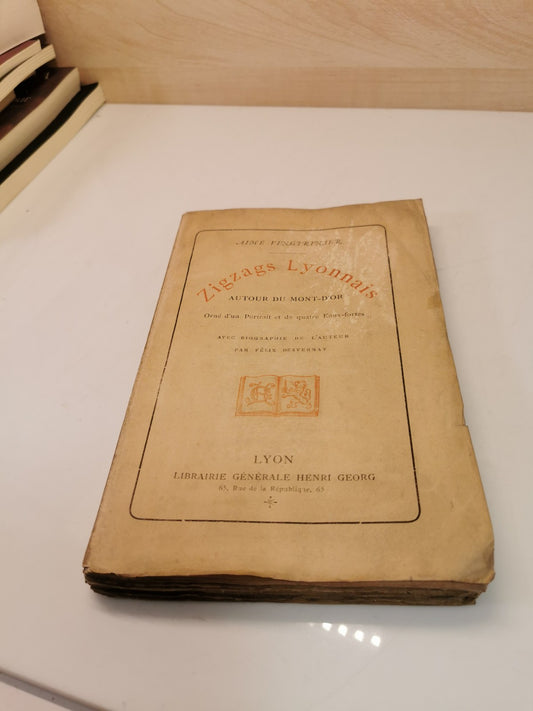 AIMÉ VINGTRINIER
Zigzags Lyonnais
AUTOUR DU MONT-D'OR
Orné d'un Portrait et de quatre Eaux-fortes
AVEC BIOGRAPHIE DE L'AUTEUR
PAR FÉLIX DESVERNAY
LYON
LIBRAIRIE GÉNÉRALE HENRI GEORG
65, Rue de la République, 65